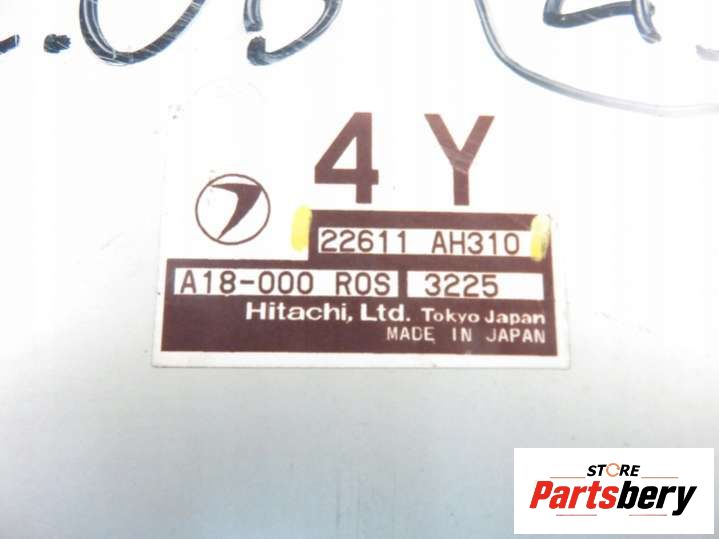 4 Y
22611 AH310
A18-000 R0S 3225
Hitachi, Ltd. Tokyo Japan
MADE IN JAPAN
STORE
Partsbery